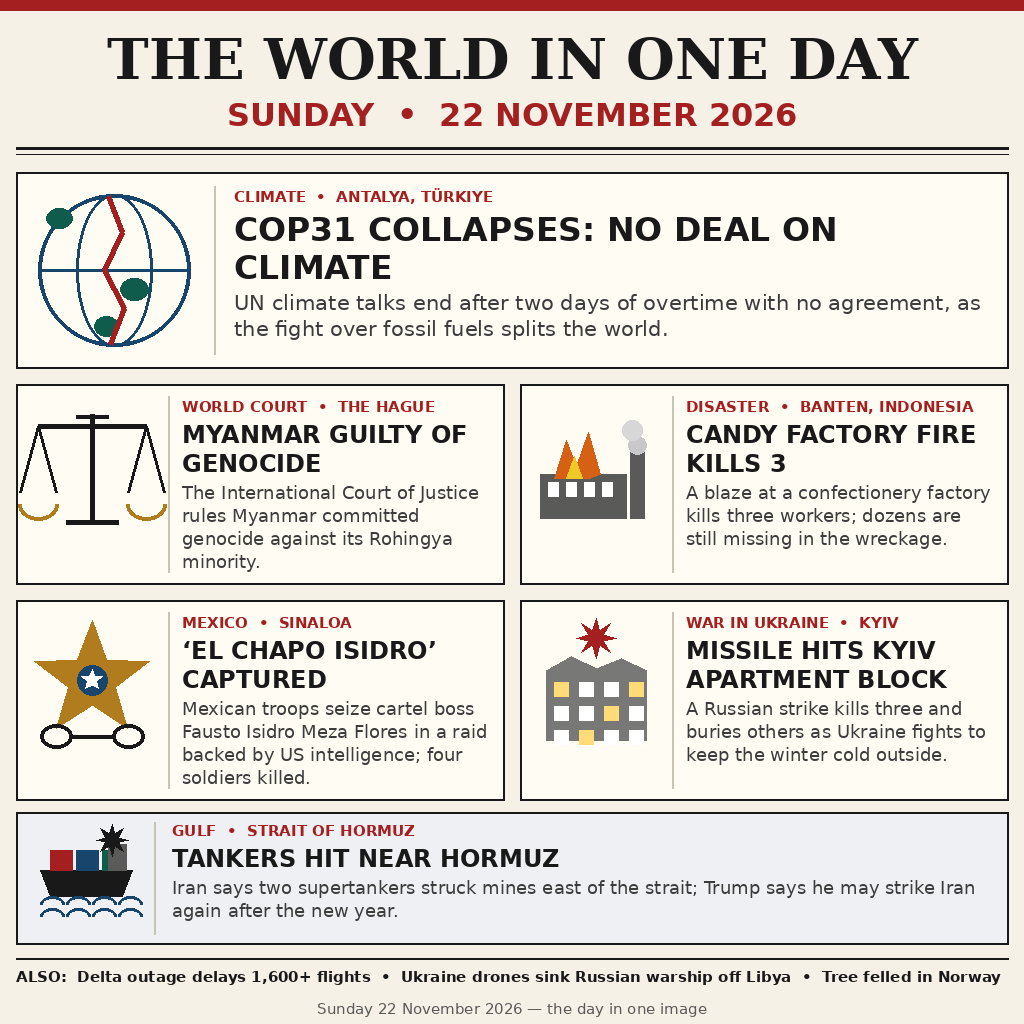 THE WORLD IN ONE DAY
SUNDAY • 22 NOVEMBER 2026
CLIMATE • ANTALYA, TÜRKIYE
COP31 COLLAPSES: NO DEAL ON
CLIMATE
UN climate talks end after two days of overtime with no agreement, as
the fight over fossil fuels splits the world.
WORLD COURT • THE HAGUE
MYANMAR GUILTY OF
GENOCIDE
The International Court of Justice
rules Myanmar committed
genocide against its Rohingya
minority.
DISASTER • BANTEN, INDONESIA
CANDY FACTORY FIRE
KILLS 3
A blaze at a confectionery factory
kills three workers; dozens are
still missing in the wreckage.
MEXICO • SINALOA
‘EL CHAPO ISIDRO’
CAPTURED
Mexican troops seize cartel boss
Fausto Isidro Meza Flores in a raid
backed by US intelligence; four
soldiers killed.
WAR IN UKRAINE • KYIV
MISSILE HITS KYIV
APARTMENT BLOCK
A Russian strike kills three and
buries others as Ukraine fights to
keep the winter cold outside.
GULF • STRAIT OF HORMUZ
TANKERS HIT NEAR HORMUZ
Iran says two supertankers struck mines east of the strait; Trump says he may strike Iran
again after the new year.
ALSO: Delta outage delays 1,600+ flights • Ukraine drones sink Russian warship off Libya • Tree felled in Norway
Sunday 22 November 2026 — the day in one image